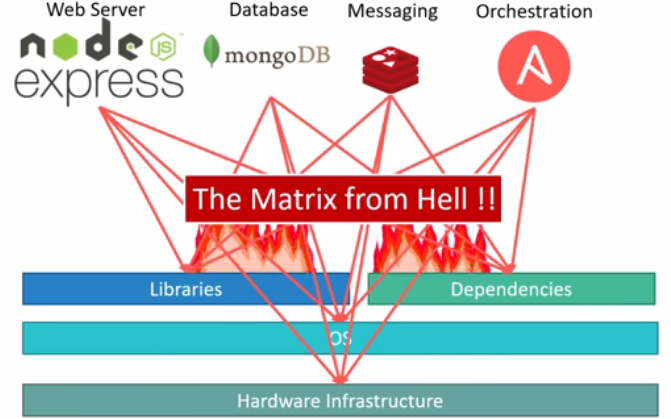 Web Server
Database
Messaging
Orchestration
node
JS
express
mongoDB
A
The Matrix from Hell !!
Libraries
Dependencies
OS
Hardware Infrastructure